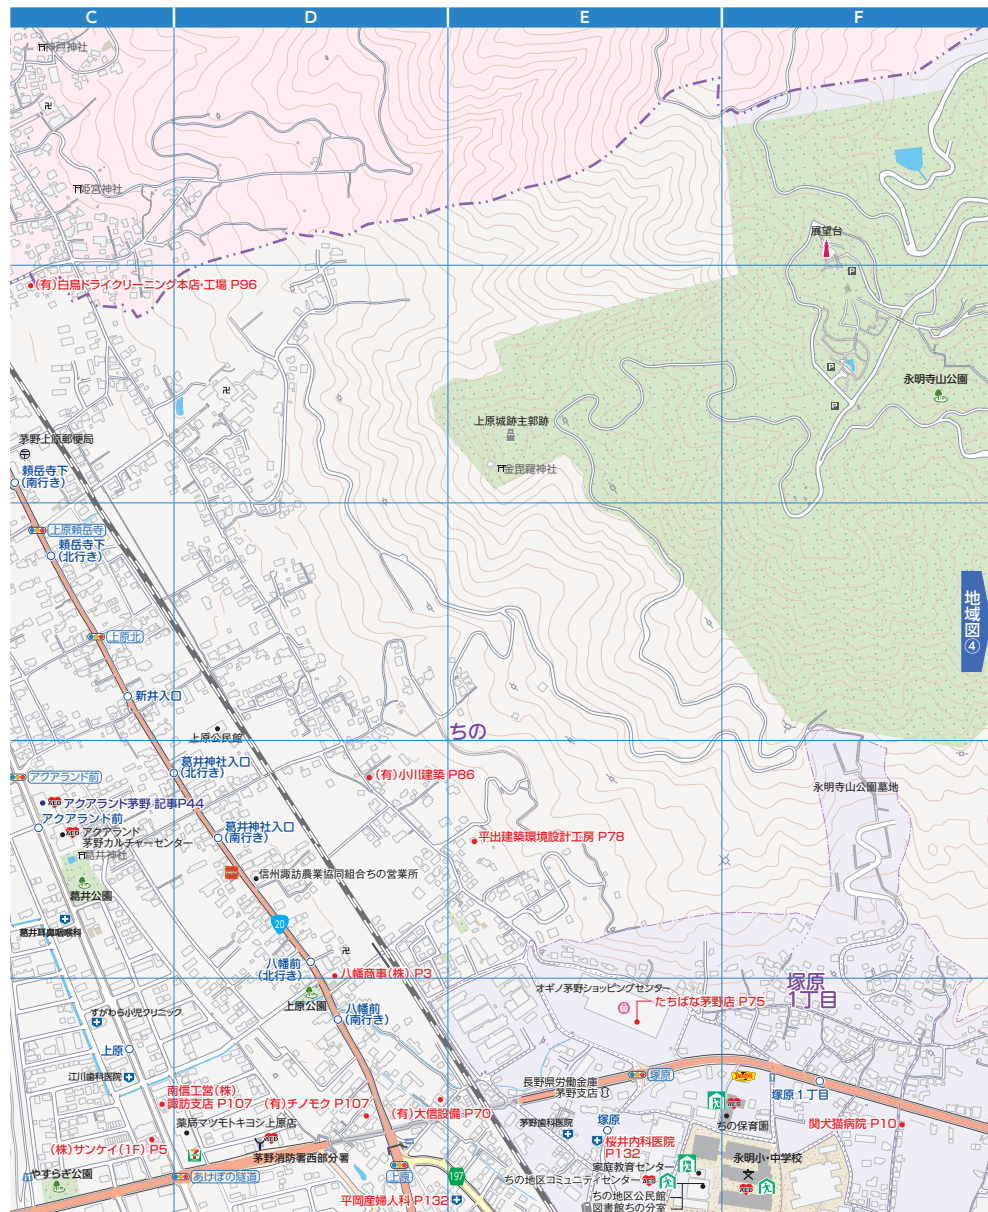 C
D
E
F
神戸神社
姫宮神社
(有)白鳥ドライクリーニング本店・工場 P96
展望台
P
P
P
永明寺山公園
上原城跡主郭跡
金毘羅神社
茅野上原郵便局
頼岳寺下
(南行き)
上原頼岳寺
頼岳寺下
(北行き)
地域図④
上原北
新井入口
上原公民館
ちの
葛井神社入口
(北行き)
アクアランド前
(有)小川建築 P86
永明寺山公園墓地
AED アクアランド茅野 記事P44
アクアランド前
AED アクアランド
茅野カルチャーセンター
葛井神社
葛井神社入口
(南行き)
平出建築環境設計工房 P78
信州諏訪農業協同組合ちの営業所
葛井公園
20
葛井耳鼻咽喉科
八幡前
(北行き)
八幡商事(株) P3
オギノ茅野ショッピングセンター
塚原
1丁目
上原公園
八幡前
(南行き)
たちばな茅野店 P75
すがわら小児クリニック
上原
江川歯科医院
長野県労働金庫
茅野支店
塚原
塚原1丁目
南信工営(株)
諏訪支店 P107
(有)チノモク P107
(有)大信設備 P70
AED
ちの保育園
関犬猫病院 P10
薬局マツモトキヨシ上原店
茅野歯科医院
塚原
桜井内科医院
P132
(株)サンケイ(1F) P5
AED
茅野消防署西部分署
永明小・中学校
家庭教育センター
ちの地区コミュニティセンター AED
AED
やすらぎ公園
あけぼの隧道
上原
197
平岡産婦人科 P132
ちの地区公民館
図書館ちの分室